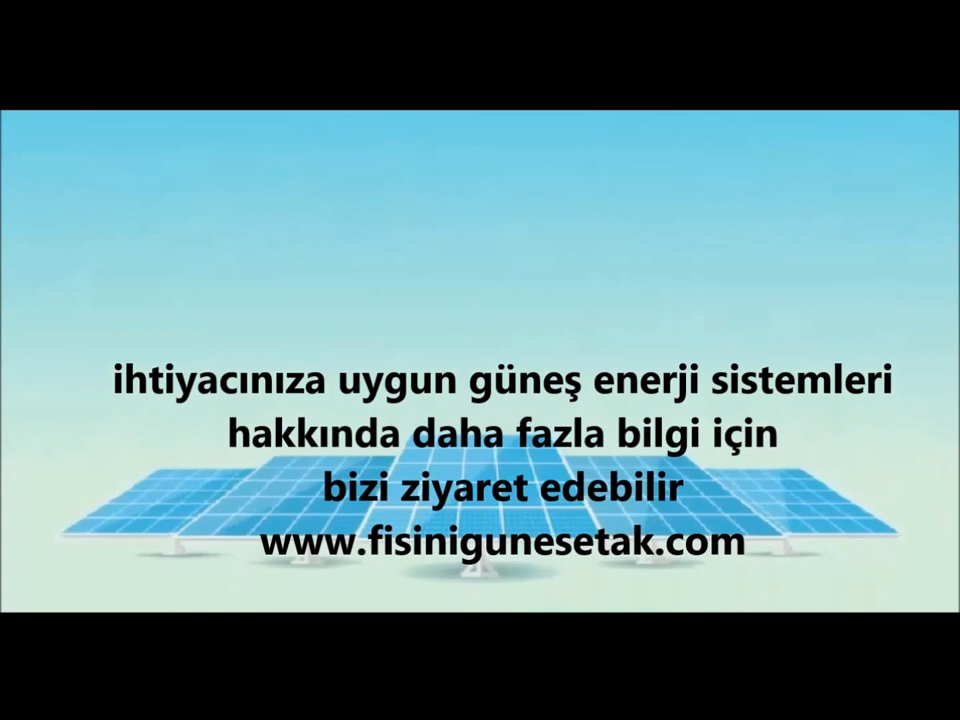 ihtiyacınıza uygun güneş enerji sistemleri
hakkında daha fazla bilgi için
bizi ziyaret edebilir
www.fisinigunesetak.com